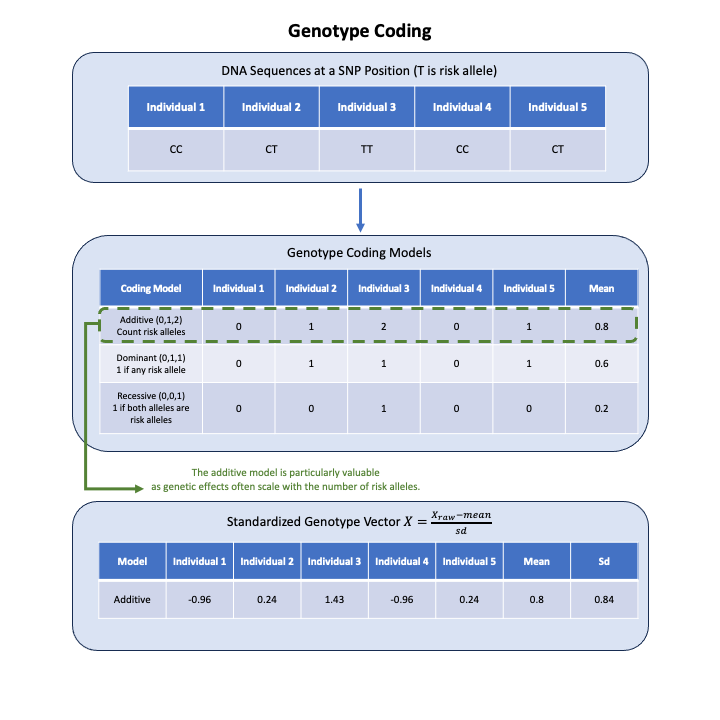 Genotype Coding
DNA Sequences at a SNP Position (T is risk allele)
Individual 1 Individual 2 Individual 3 Individual 4 Individual 5
CC CT TT CC CT
Genotype Coding Models
Coding Model Individual 1 Individual 2 Individual 3 Individual 4 Individual 5 Mean
Additive (0,1,2)
Count risk alleles
0 1 2 0 1 0.8
Dominant (0,1,1)
1 if any risk allele
0 1 1 0 1 0.6
Recessive (0,0,1)
1 if both alleles are
risk alleles
0 0 1 0 0 0.2
The additive model is particularly valuable
as genetic effects often scale with the number of risk alleles.
Standardized Genotype Vector X = (X_raw−mean)/sd
Model Individual 1 Individual 2 Individual 3 Individual 4 Individual 5 Mean Sd
Additive -0.96 0.24 1.43 -0.96 0.24 0.8 0.84